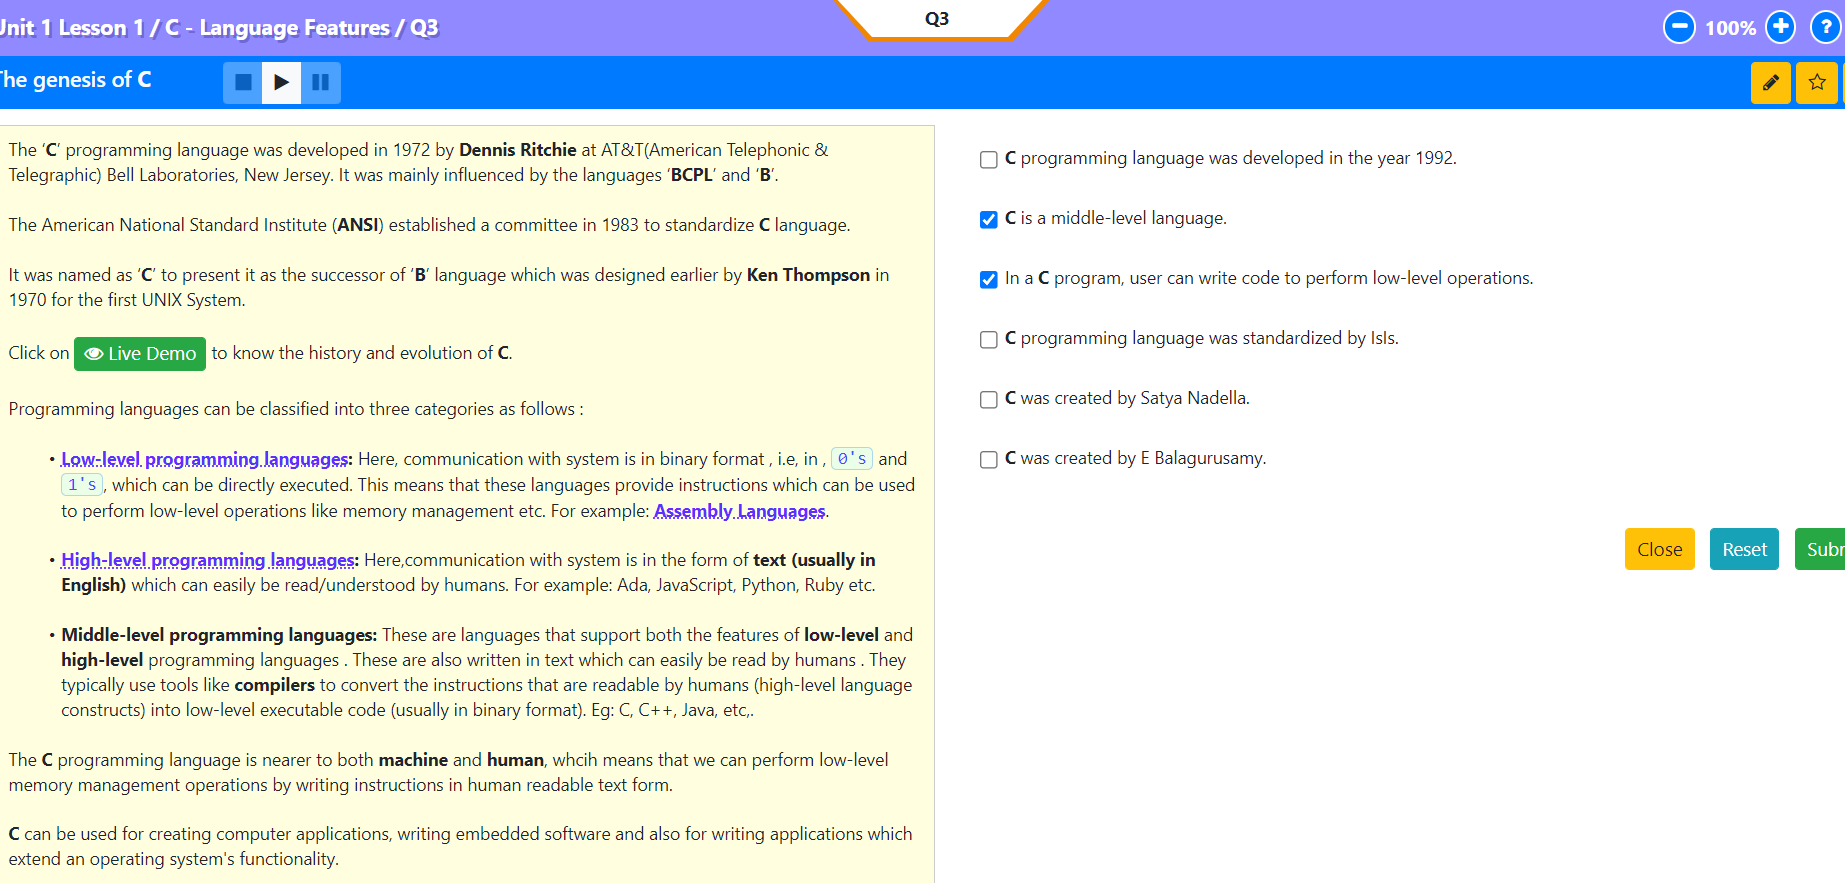 Unit 1 Lesson 1 / C - Language Features / Q3
Q3
100%
?
The genesis of C
The 'C' programming language was developed in 1972 by Dennis Ritchie at AT&T(American Telephonic &
Telegraphic) Bell Laboratories, New Jersey. It was mainly influenced by the languages 'BCPL' and 'B'.
The American National Standard Institute (ANSI) established a committee in 1983 to standardize C language.
It was named as 'C' to present it as the successor of 'B' language which was designed earlier by Ken Thompson in
1970 for the first UNIX System.
Click on Live Demo to know the history and evolution of C.
Programming languages can be classified into three categories as follows :
• Low-level programming languages: Here, communication with system is in binary format , i.e, in , 0's and
1's, which can be directly executed. This means that these languages provide instructions which can be used
to perform low-level operations like memory management etc. For example: Assembly Languages.
• High-level programming languages: Here,communication with system is in the form of text (usually in
English) which can easily be read/understood by humans. For example: Ada, JavaScript, Python, Ruby etc.
• Middle-level programming languages: These are languages that support both the features of low-level and
high-level programming languages . These are also written in text which can easily be read by humans . They
typically use tools like compilers to convert the instructions that are readable by humans (high-level language
constructs) into low-level executable code (usually in binary format). Eg: C, C++, Java, etc,.
The C programming language is nearer to both machine and human, whcih means that we can perform low-level
memory management operations by writing instructions in human readable text form.
C can be used for creating computer applications, writing embedded software and also for writing applications which
extend an operating system's functionality.
C programming language was developed in the year 1992.
C is a middle-level language.
In a C program, user can write code to perform low-level operations.
C programming language was standardized by IsIs.
C was created by Satya Nadella.
C was created by E Balagurusamy.
Close Reset Subm